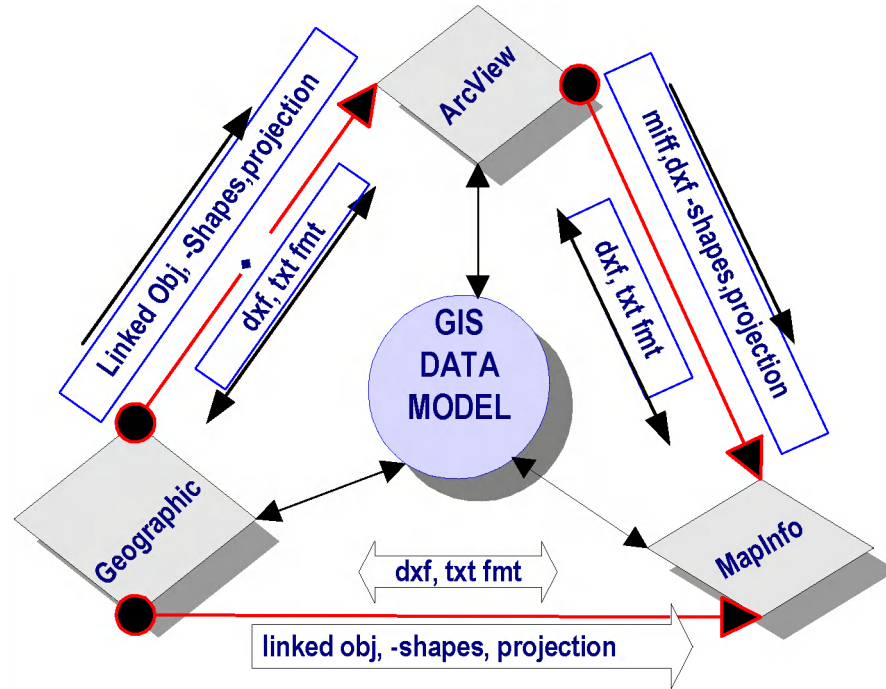 ArcView
Linked Obj, -Shapes,projection
dxf, txt fmt
miff,dxf -shapes,projection
dxf, txt fmt
GIS
DATA
MODEL
Geographic
MapInfo
dxf, txt fmt
linked obj, -shapes, projection